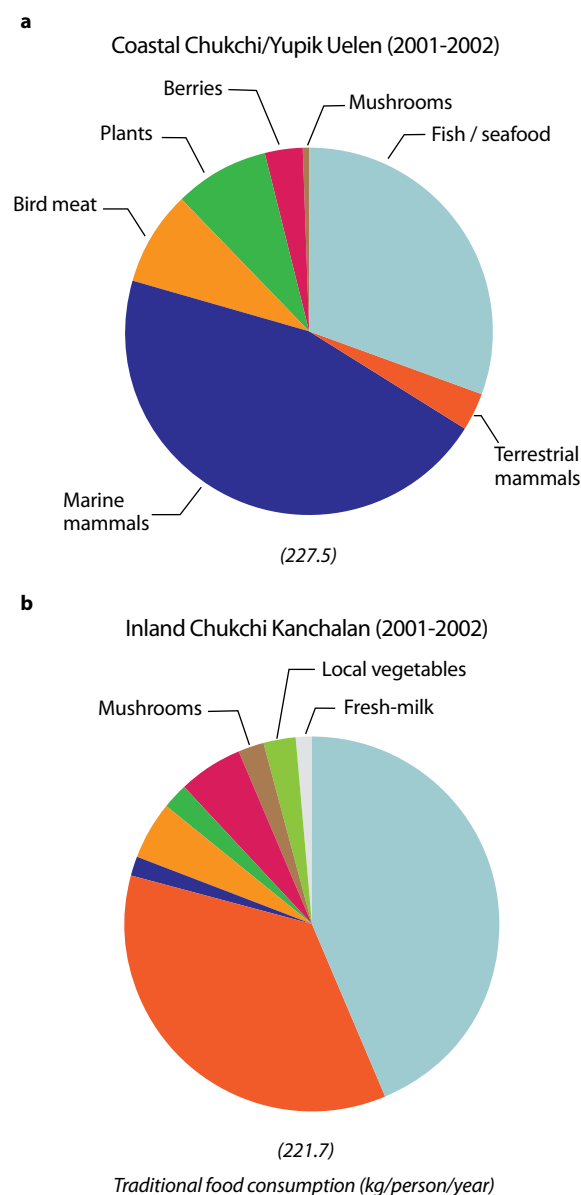 a
Coastal Chukchi/Yupik Uelen (2001-2002)
Berries
Mushrooms
Plants
Fish / seafood
Bird meat
Terrestrial
mammals
Marine
mammals
(227.5)
b
Inland Chukchi Kanchalan (2001-2002)
Local vegetables
Mushrooms
Fresh-milk
(221.7)
Traditional food consumption (kg/person/year)